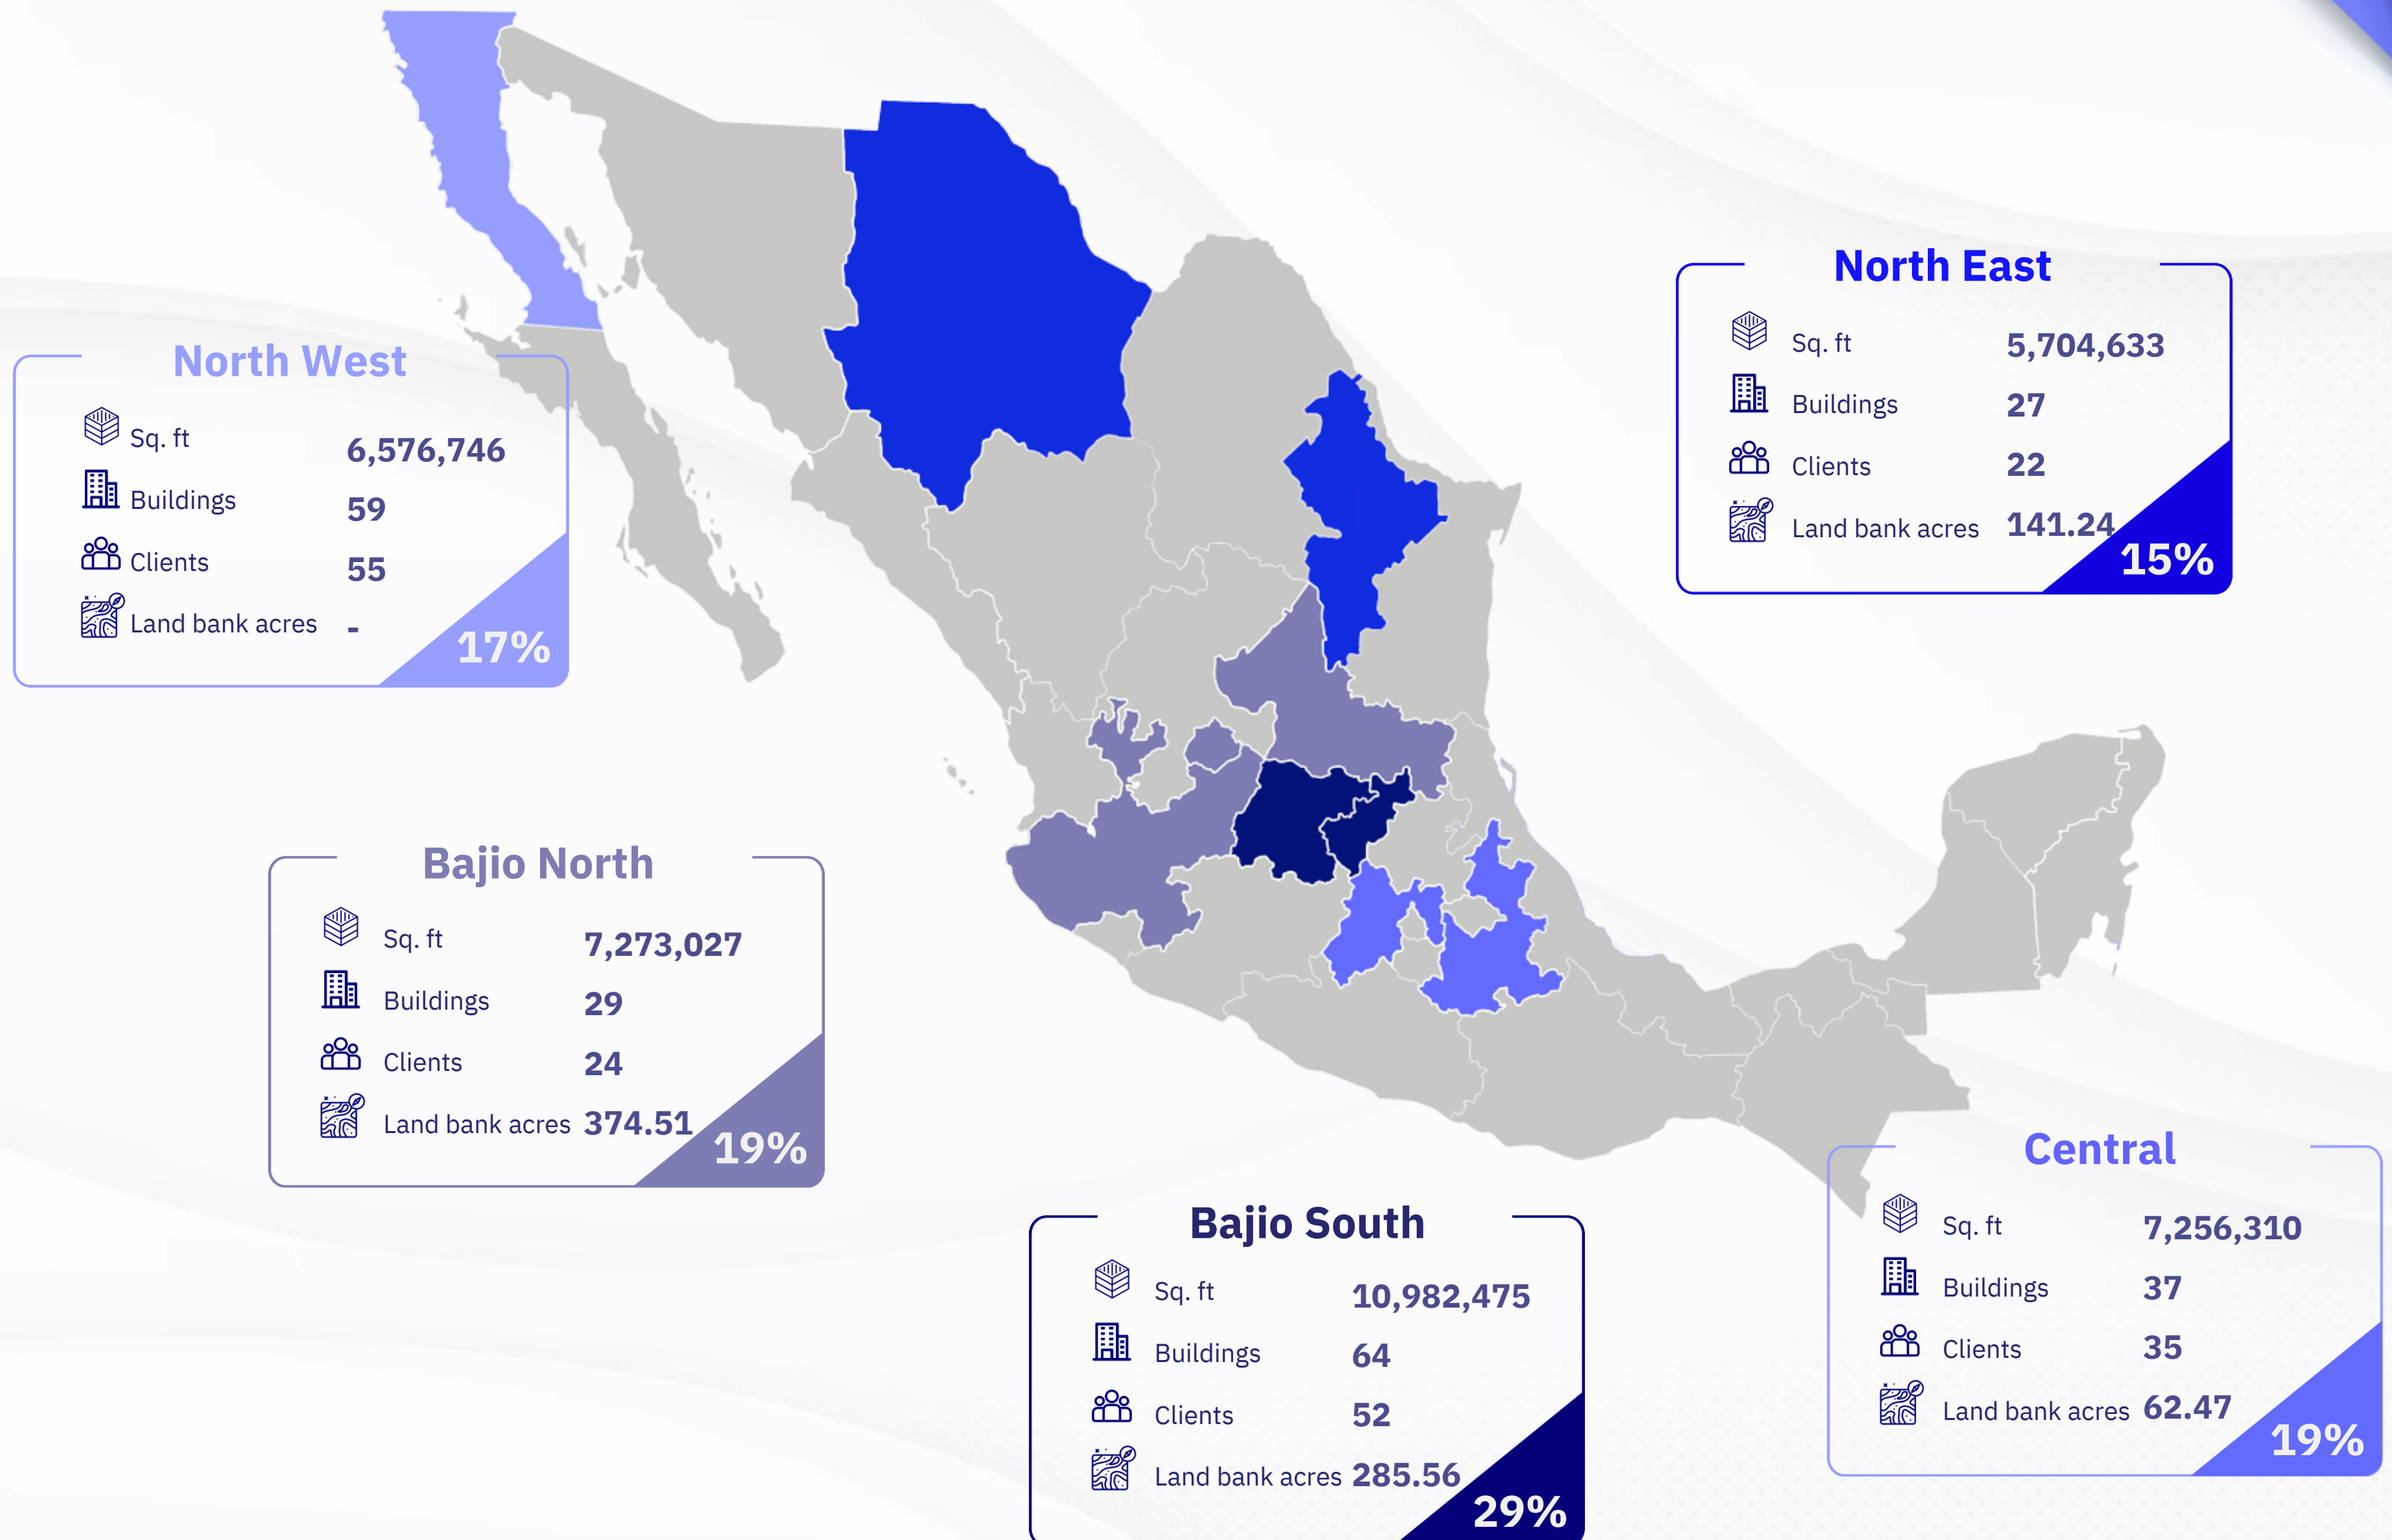 North East
Sq. ft 5,704,633
Buildings 27
Clients 22
Land bank acres 141.24
15%
North West
Sq. ft 6,576,746
Buildings 59
Clients 55
Land bank acres -
17%
Bajio North
Sq. ft 7,273,027
Buildings 29
Clients 24
Land bank acres 374.51
19%
Bajio South
Sq. ft 10,982,475
Buildings 64
Clients 52
Land bank acres 285.56
29%
Central
Sq. ft 7,256,310
Buildings 37
Clients 35
Land bank acres 62.47
19%